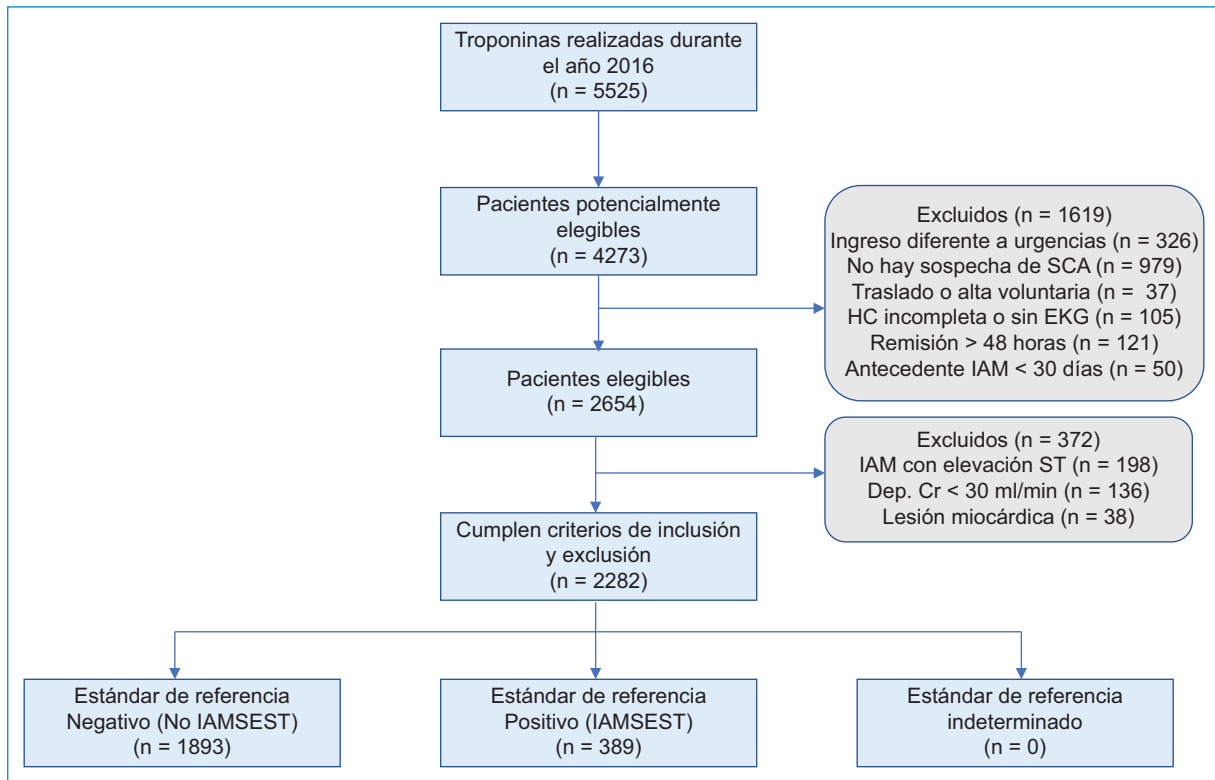 Troponinas realizadas durante
el año 2016
(n = 5525)
Pacientes potencialmente
elegibles
(n = 4273)
Excluidos (n = 1619)
Ingreso diferente a urgencias (n = 326)
No hay sospecha de SCA (n = 979)
Traslado o alta voluntaria (n = 37)
HC incompleta o sin EKG (n = 105)
Remisión > 48 horas (n = 121)
Antecedente IAM < 30 días (n = 50)
Pacientes elegibles
(n = 2654)
Excluidos (n = 372)
IAM con elevación ST (n = 198)
Dep. Cr < 30 ml/min (n = 136)
Lesión miocárdica (n = 38)
Cumplen criterios de inclusión
y exclusión
(n = 2282)
Estándar de referencia
Negativo (No IAMSEST)
(n = 1893)
Estándar de referencia
Positivo (IAMSEST)
(n = 389)
Estándar de referencia
indeterminado
(n = 0)